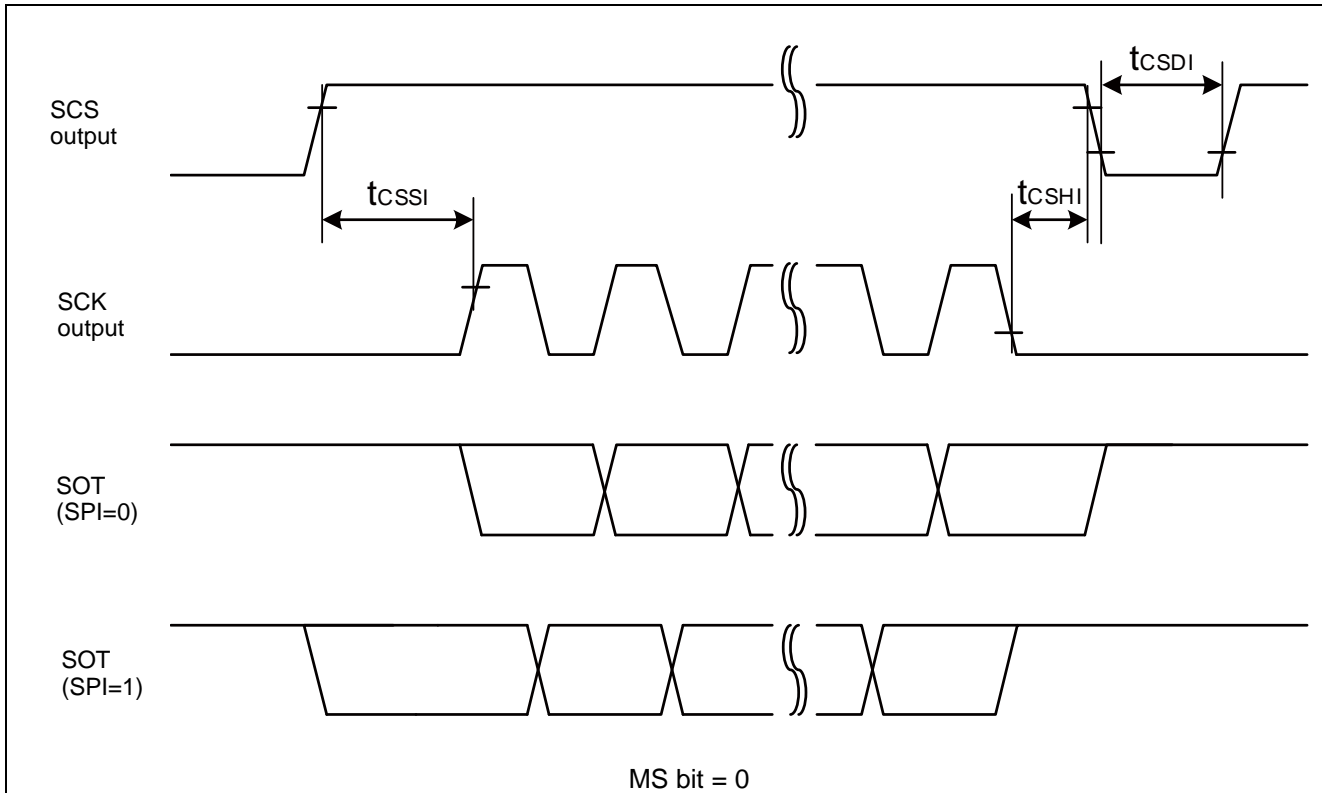 tCSDI
SCS
output
tCSSI
tCSHI
SCK
output
SOT
(SPI=0)
SOT
(SPI=1)
MS bit = 0